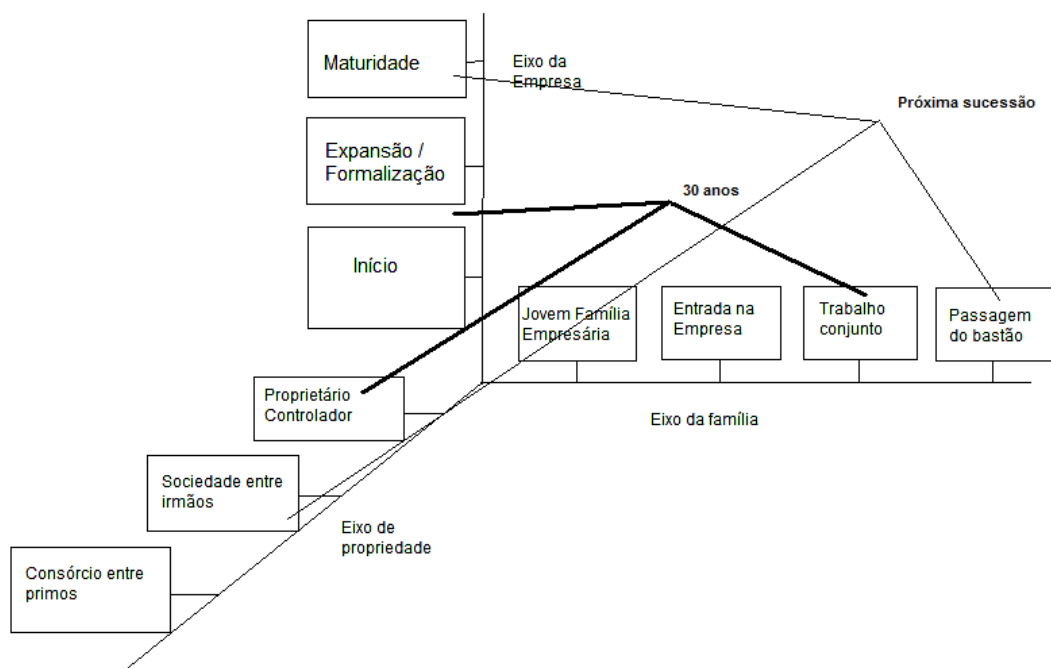 Maturidade
Eixo da
Empresa
Próxima sucessão
Expansão /
Formalização
30 anos
Início
Jovem Família
Empresária
Entrada na
Empresa
Trabalho
conjunto
Passagem
do bastão
Proprietário
Controlador
Eixo da família
Sociedade entre
irmãos
Eixo de
propriedade
Consórcio entre
primos